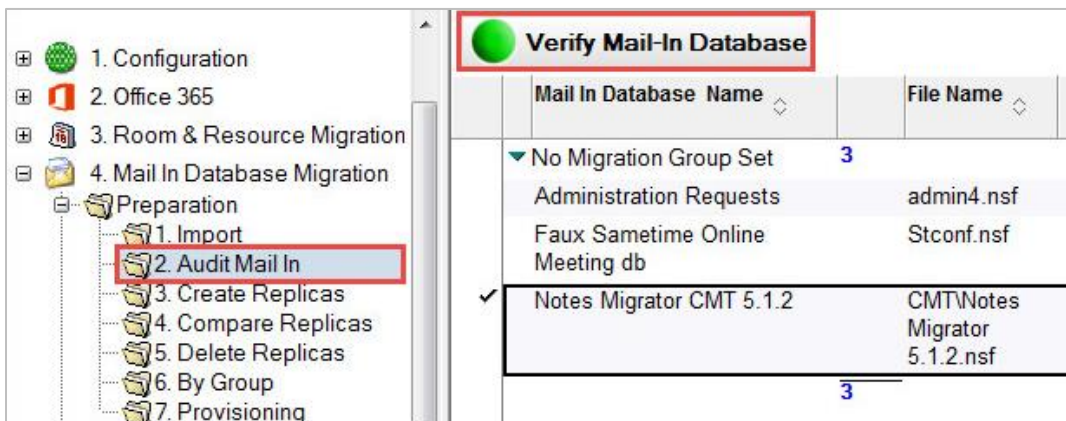 1. Configuration
2. Office 365
3. Room & Resource Migration
4. Mail In Database Migration
Preparation
1. Import
2. Audit Mail In
3. Create Replicas
4. Compare Replicas
5. Delete Replicas
6. By Group
7. Provisioning
Verify Mail-In Database
Mail In Database Name
File Name
No Migration Group Set 3
Administration Requests admin4.nsf
Faux Sametime Online Stconf.nsf
Meeting db
Notes Migrator CMT 5.1.2 CMT\Notes
Migrator
5.1.2.nsf
3